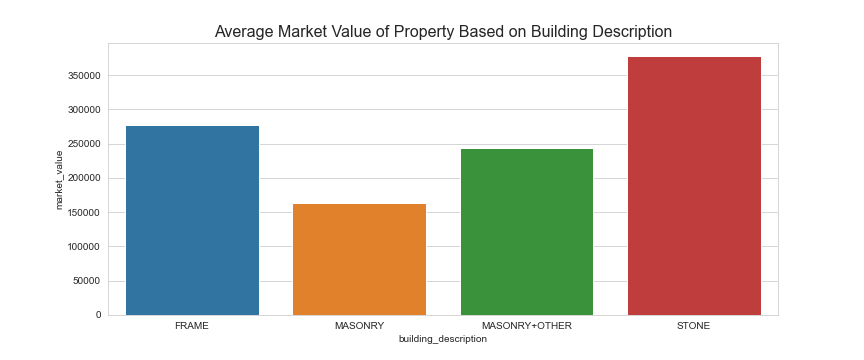 Average Market Value of Property Based on Building Description
market_value
350000
300000
250000
200000
150000
100000
50000
0
FRAME
MASONRY
MASONRY+OTHER
STONE
building_description